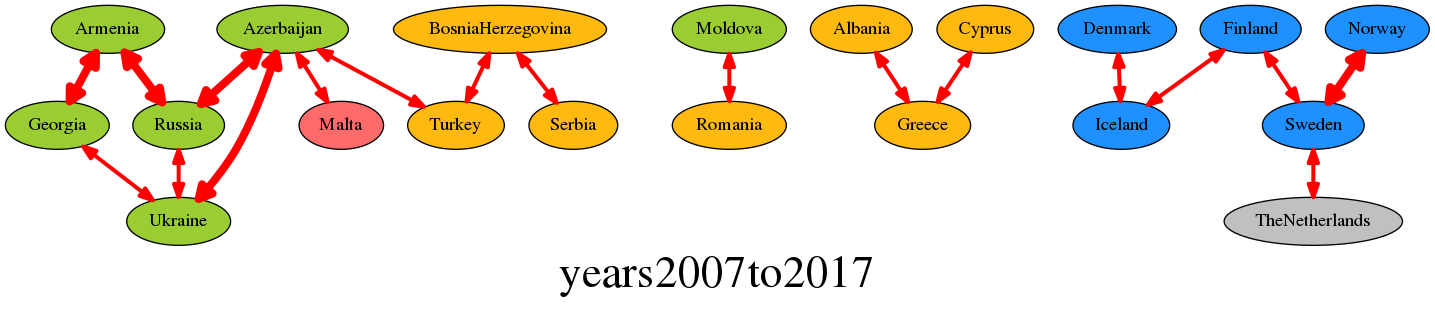 Armenia
Azerbaijan
BosniaHerzegovina
Moldova
Albania
Cyprus
Denmark
Finland
Norway
Georgia
Russia
Malta
Turkey
Serbia
Romania
Greece
Iceland
Sweden
Ukraine
TheNetherlands
years2007to2017